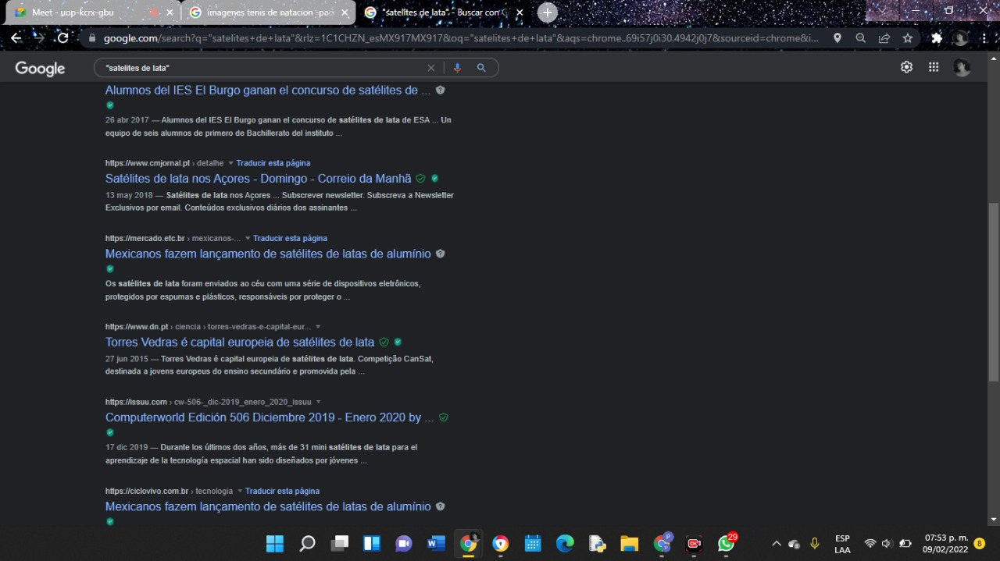 Meet - uop-kcrx-gbu
imagenes tenis de natacion -pad
"satelites de lata" - Buscar con G
google.com/search?q="satelites+de+lata"&rlz=1C1CHZN_esMX917MX917&oq="satelites+de+lata"&aqs=chrome..69i57j0i30.4942j0j7&sourceid=chrome&i...
Google
"satelites de lata"
Alumnos del IES El Burgo ganan el concurso de satélites de ...
26 abr 2017 — Alumnos del IES El Burgo ganan el concurso de satélites de lata de ESA ... Un
equipo de seis alumnos de primero de Bachillerato del instituto ...
https://www.cmjornal.pt › detalhe Traducir esta página
Satélites de lata nos Açores - Domingo - Correio da Manhã
13 may 2018 — Satélites de lata nos Açores ... Subscrever newsletter. Subscreva a Newsletter
Exclusivos por email. Conteúdos exclusivos diários dos assinantes ...
https://mercado.etc.br › mexicanos-... Traducir esta página
Mexicanos fazem lançamento de satélites de latas de alumínio
Os satélites de lata foram enviados ao céu com uma série de dispositivos eletrônicos,
protegidos por espumas e plásticos, responsáveis por proteger o ...
https://www.dn.pt › ciencia › torres-vedras-e-capital-eur...
Torres Vedras é capital europeia de satélites de lata
27 jun 2015 — Torres Vedras é capital europeia de satélites de lata. Competição CanSat,
destinada a jovens europeus do ensino secundário e promovida pela ...
https://issuu.com › cw-506-_dic-2019_enero_2020_issuu
Computerworld Edición 506 Diciembre 2019 - Enero 2020 by ...
17 dic 2019 — Durante los últimos dos años, más de 31 mini satélites de lata para el
aprendizaje de la tecnología espacial han sido diseñados por jóvenes ...
https://ciclovivo.com.br › tecnologia Traducir esta página
Mexicanos fazem lançamento de satélites de latas de alumínio
29
ESP
LAA
07:53 p. m.
09/02/2022
8